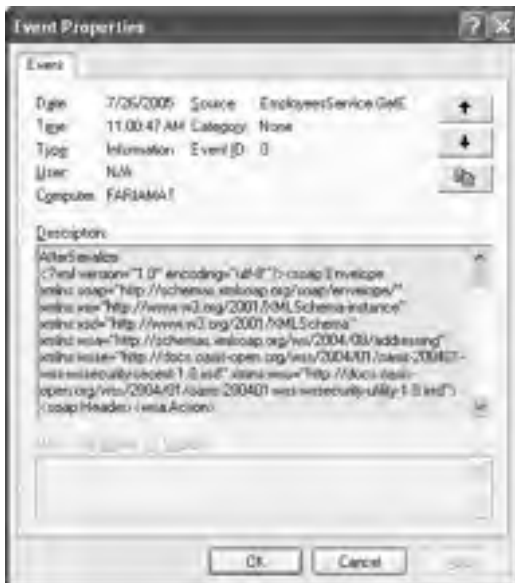 Event Properties
Event
Date 7/26/2005 Source EmployeesService.GetE
Time 11:00:47 AM Category None
Type Information Event ID 0
User N/A
Computer FARIAMAT
Description
AfterSerialize
<?xml version="1.0" encoding="utf-8"?><soap:Envelope
xmlns:soap="http://schemas.xmlsoap.org/soap/envelope/"
xmlns:xsi="http://www.w3.org/2001/XMLSchema-instance"
xmlns:xsd="http://www.w3.org/2001/XMLSchema"
xmlns:wsa="http://schemas.xmlsoap.org/ws/2004/08/addressing"
xmlns:wsse="http://docs.oasis-open.org/wss/2004/01/oasis-200401-
wss-wssecurity-secext-1.0.xsd" xmlns:wsu="http://docs.oasis-
open.org/wss/2004/01/oasis-200401-wss-wssecurity-utility-1.0.xsd">
<soap:Header><wsa:Action>
OK
Cancel